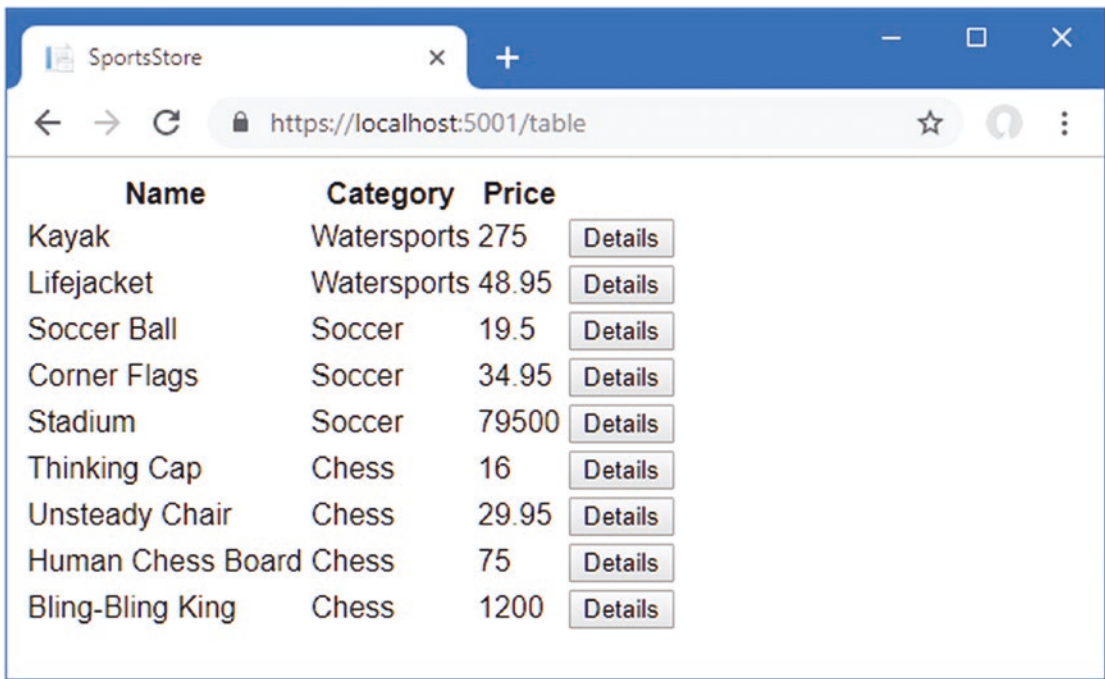 SportsStore
https://localhost:5001/table
Name Category Price
Kayak Watersports 275 Details
Lifejacket Watersports 48.95 Details
Soccer Ball Soccer 19.5 Details
Corner Flags Soccer 34.95 Details
Stadium Soccer 79500 Details
Thinking Cap Chess 16 Details
Unsteady Chair Chess 29.95 Details
Human Chess Board Chess 75 Details
Bling-Bling King Chess 1200 Details